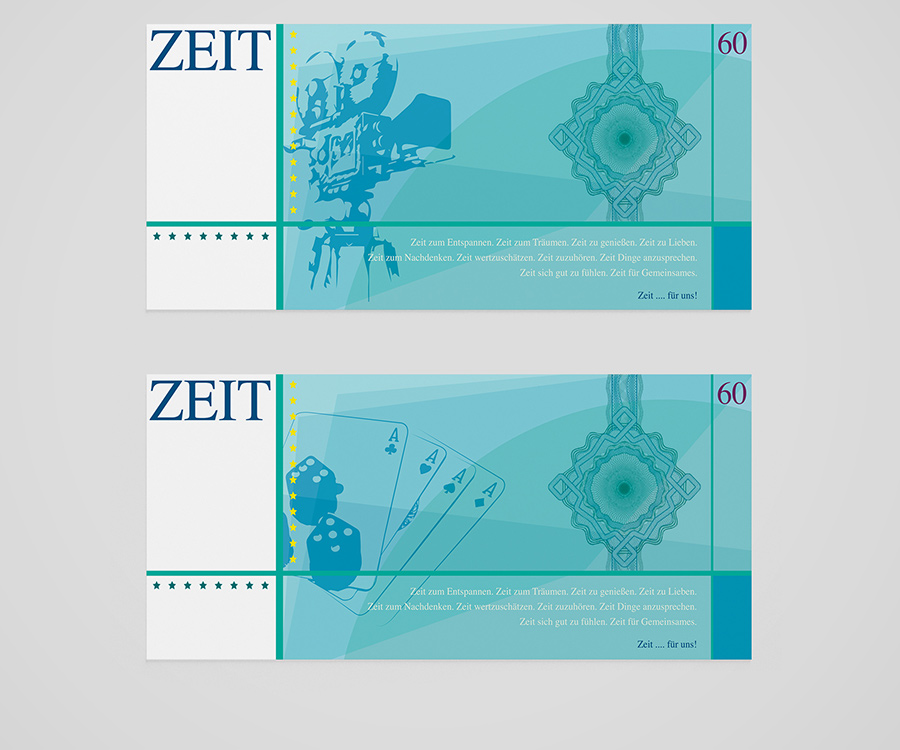 ZEIT
60
Zeit zum Entspannen. Zeit zum Träumen. Zeit zu genießen. Zeit zu Lieben.
Zeit zum Nachdenken. Zeit wertzuschätzen. Zeit zuzuhören. Zeit Dinge anzusprechen.
Zeit sich gut zu fühlen. Zeit für Gemeinsames.
Zeit .... für uns!
ZEIT
60
A
A
A
A
Zeit zum Entspannen. Zeit zum Träumen. Zeit zu genießen. Zeit zu Lieben.
Zeit zum Nachdenken. Zeit wertzuschätzen. Zeit zuzuhören. Zeit Dinge anzusprechen.
Zeit sich gut zu fühlen. Zeit für Gemeinsames.
Zeit .... für uns!